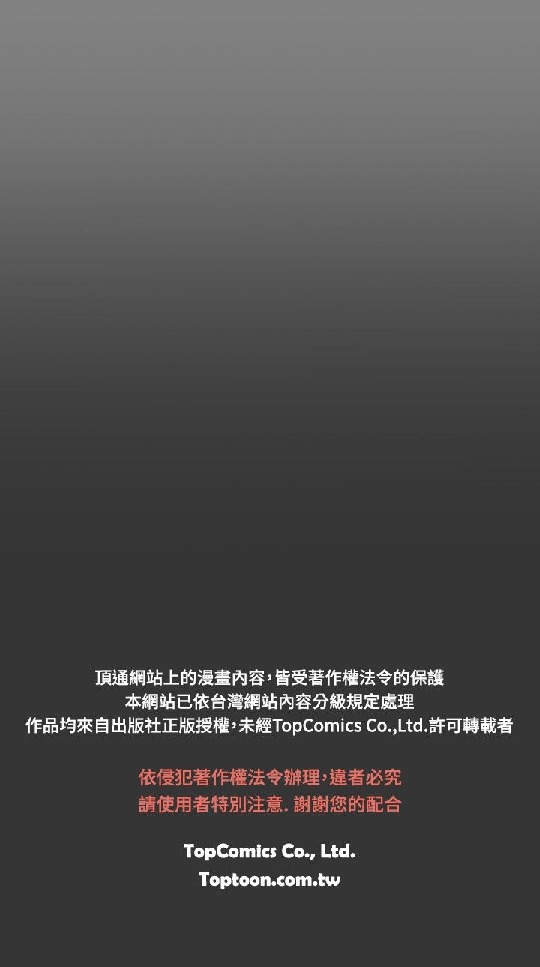 頂通網站上的漫畫內容，皆受著作權法令的保護
本網站已依台灣網站內容分級規定處理
作品均來自出版社正版授權，未經TopComics Co.,Ltd.許可轉載者
依侵犯著作權法令辦理，違者必究
請使用者特別注意. 謝謝您的配合
TopComics Co., Ltd.
Toptoon.com.tw